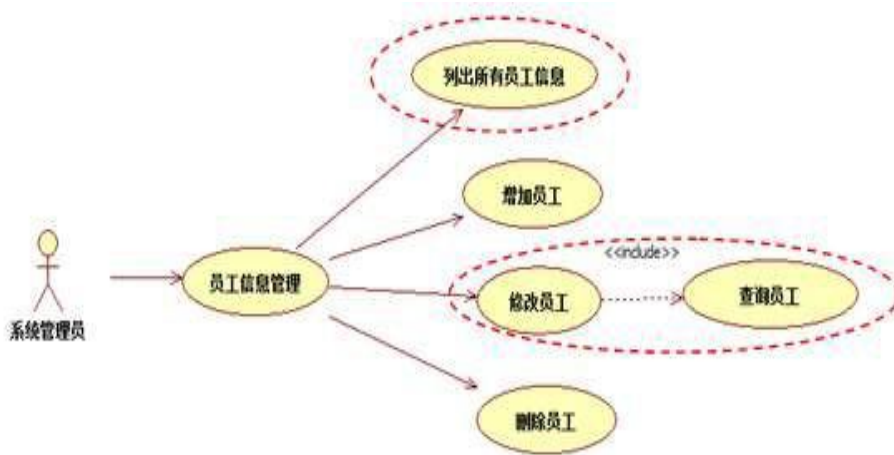 列出所有员工信息
增加员工
<<include>>
员工信息管理
修改员工
查询员工
系统管理员
删除员工